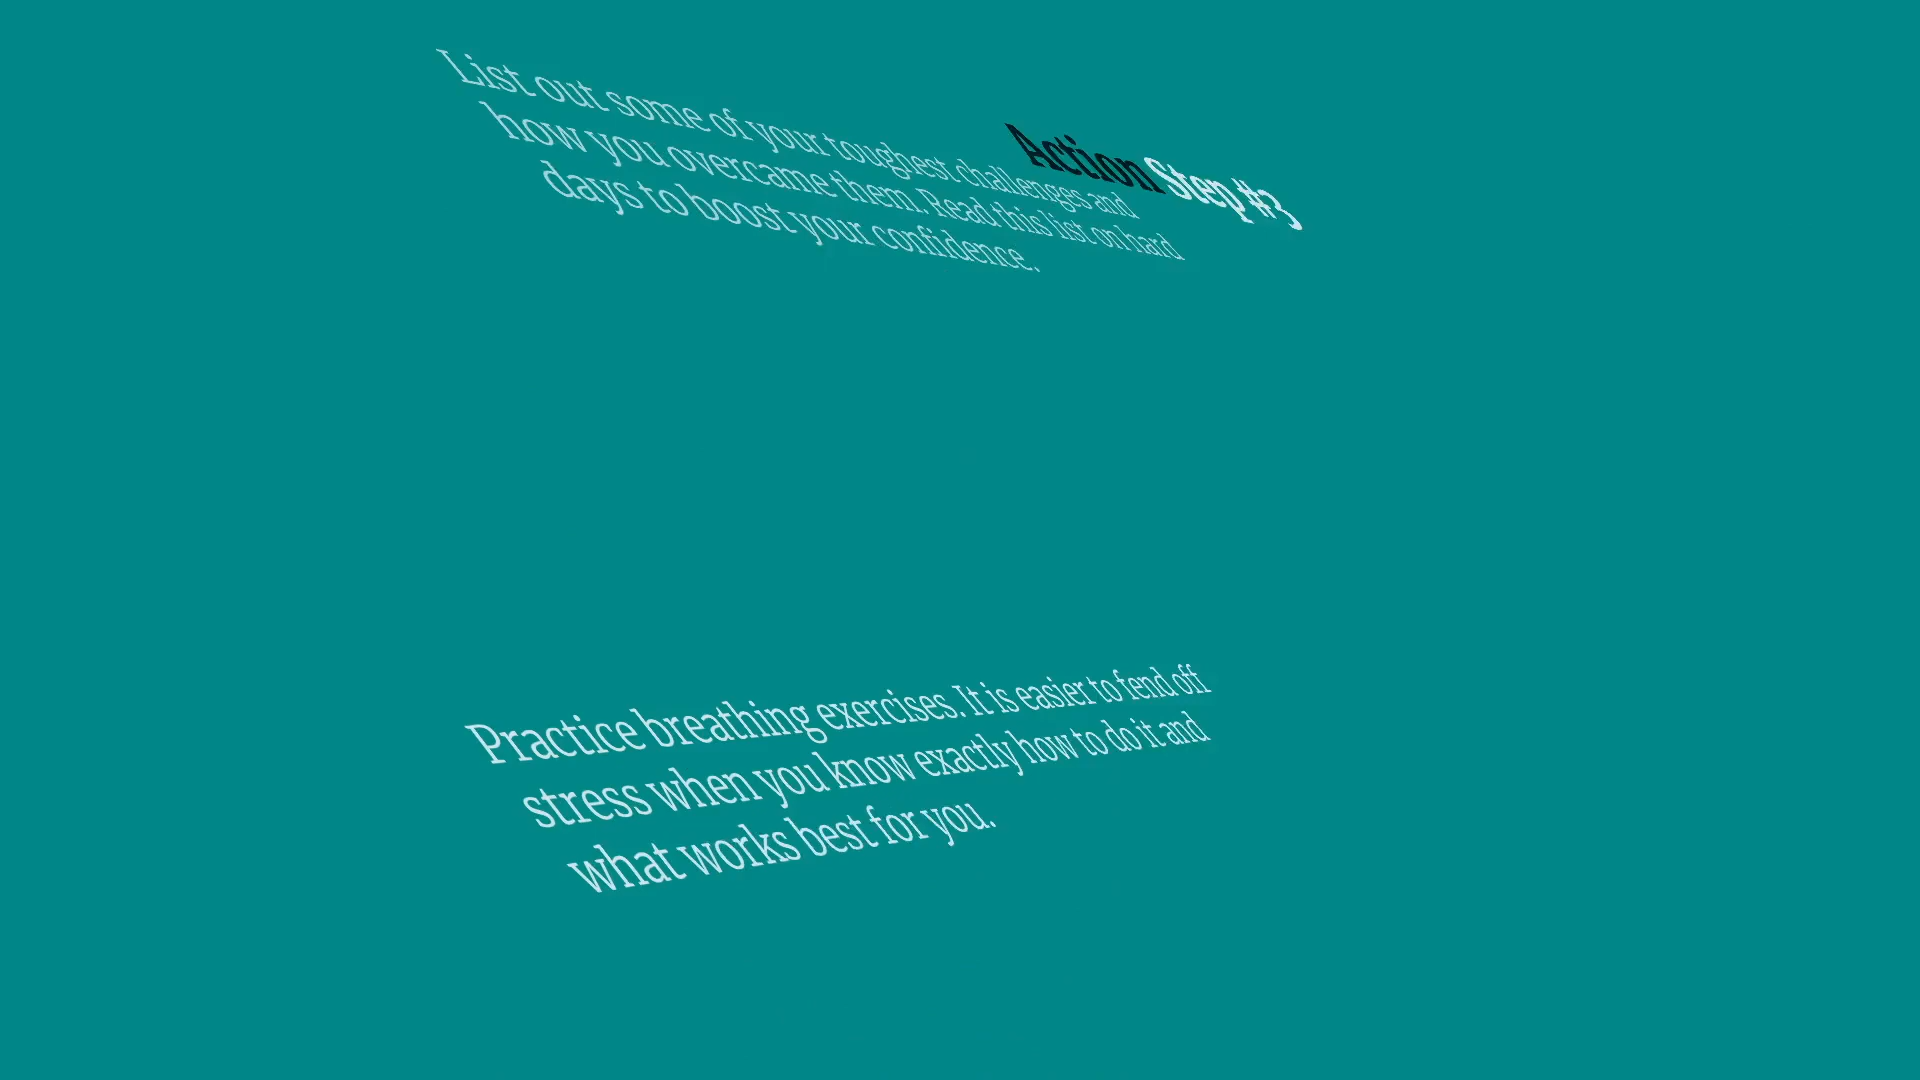 List out some of your toughest challenges and
how you overcame them. Read this list on hard
days to boost your confidence.
Action Step #3
Practice breathing exercises. It is easier to fend off
stress when you know exactly how to do it and
what works best for you.